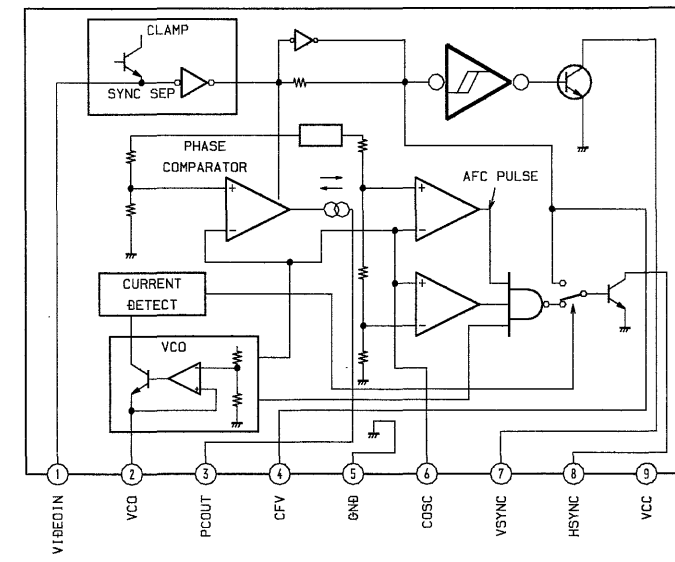 CLAMP
SYNC SEP
PHASE
COMPARATOR
AFC PULSE
+
−
+
−
+
−
CURRENT
DETECT
VCO
1
2
3
4
5
6
7
8
9
VIDEOIN
VCO
PCOUT
CFV
GND
COSC
VSYNC
HSYNC
VCC